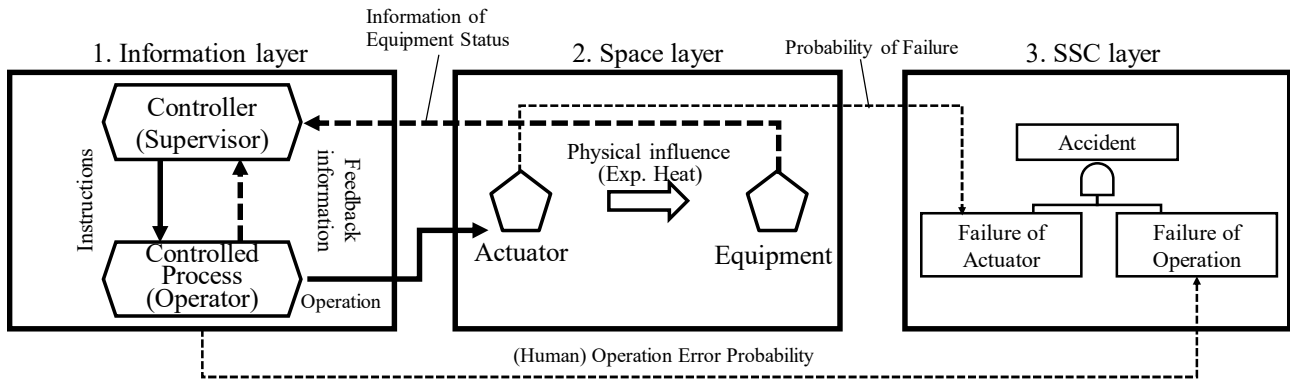 Information of
Equipment Status
1. Information layer
2. Space layer
Probability of Failure
3. SSC layer
Controller
(Supervisor)
Instructions
Feedback
information
Controlled
Process
(Operator)
Operation
Physical influence
(Exp. Heat)
Actuator
Equipment
Accident
Failure of
Actuator
Failure of
Operation
(Human) Operation Error Probability